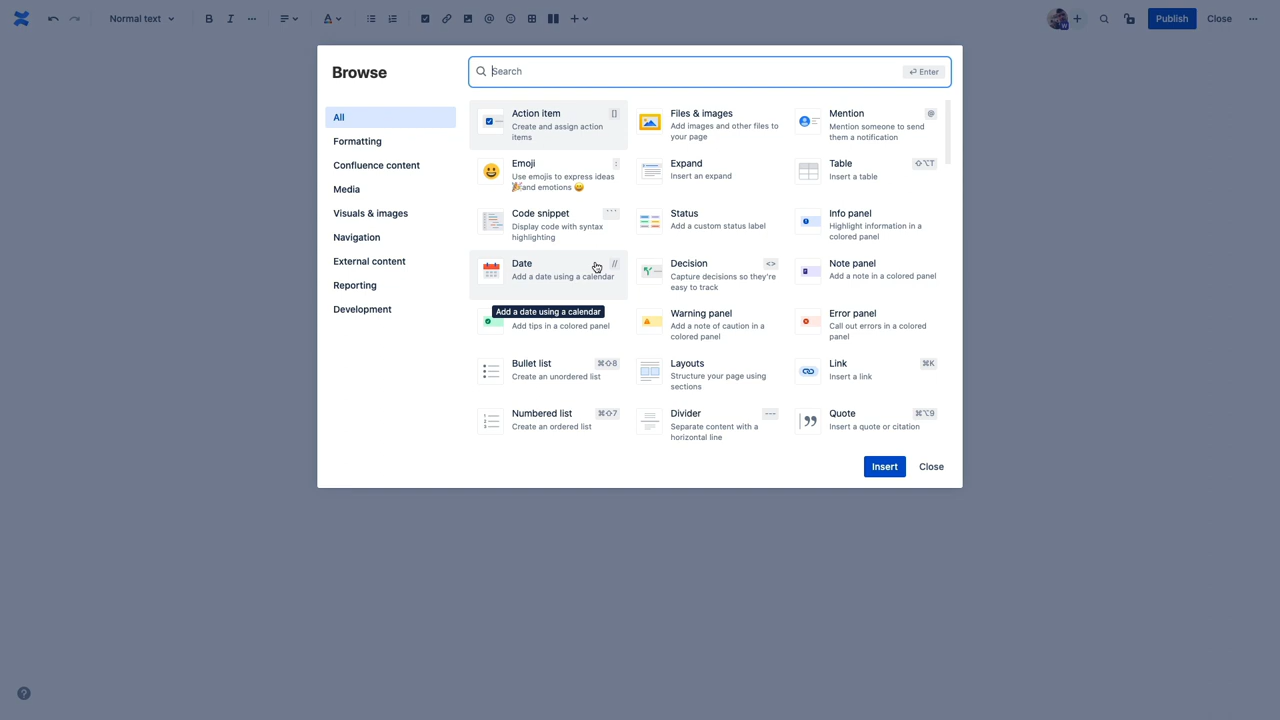 Normal text
Publish
Close
Browse
Search
Enter
All
Formatting
Confluence content
Media
Visuals & images
Navigation
External content
Reporting
Development
Action item
[]
Create and assign action
items
Files & images
Add images and other files to
your page
Mention
@
Mention someone to send
them a notification
Emoji
:
Use emojis to express ideas
🎉and emotions 😀
Expand
Insert an expand
Table
⇧⌥T
Insert a table
Code snippet
```
Display code with syntax
highlighting
Status
Add a custom status label
Info panel
Highlight information in a
colored panel
Date
//
Add a date using a calendar
Decision
<>
Capture decisions so they're
easy to track
Note panel
Add a note in a colored panel
Add a date using a calendar
Add tips in a colored panel
Warning panel
Add a note of caution in a
colored panel
Error panel
Call out errors in a colored
panel
Bullet list
⌘⇧8
Create an unordered list
Layouts
Structure your page using
sections
Link
⌘K
Insert a link
Numbered list
⌘⇧7
Create an ordered list
Divider
---
Separate content with a
horizontal line
Quote
⌘⌥9
Insert a quote or citation
Insert
Close